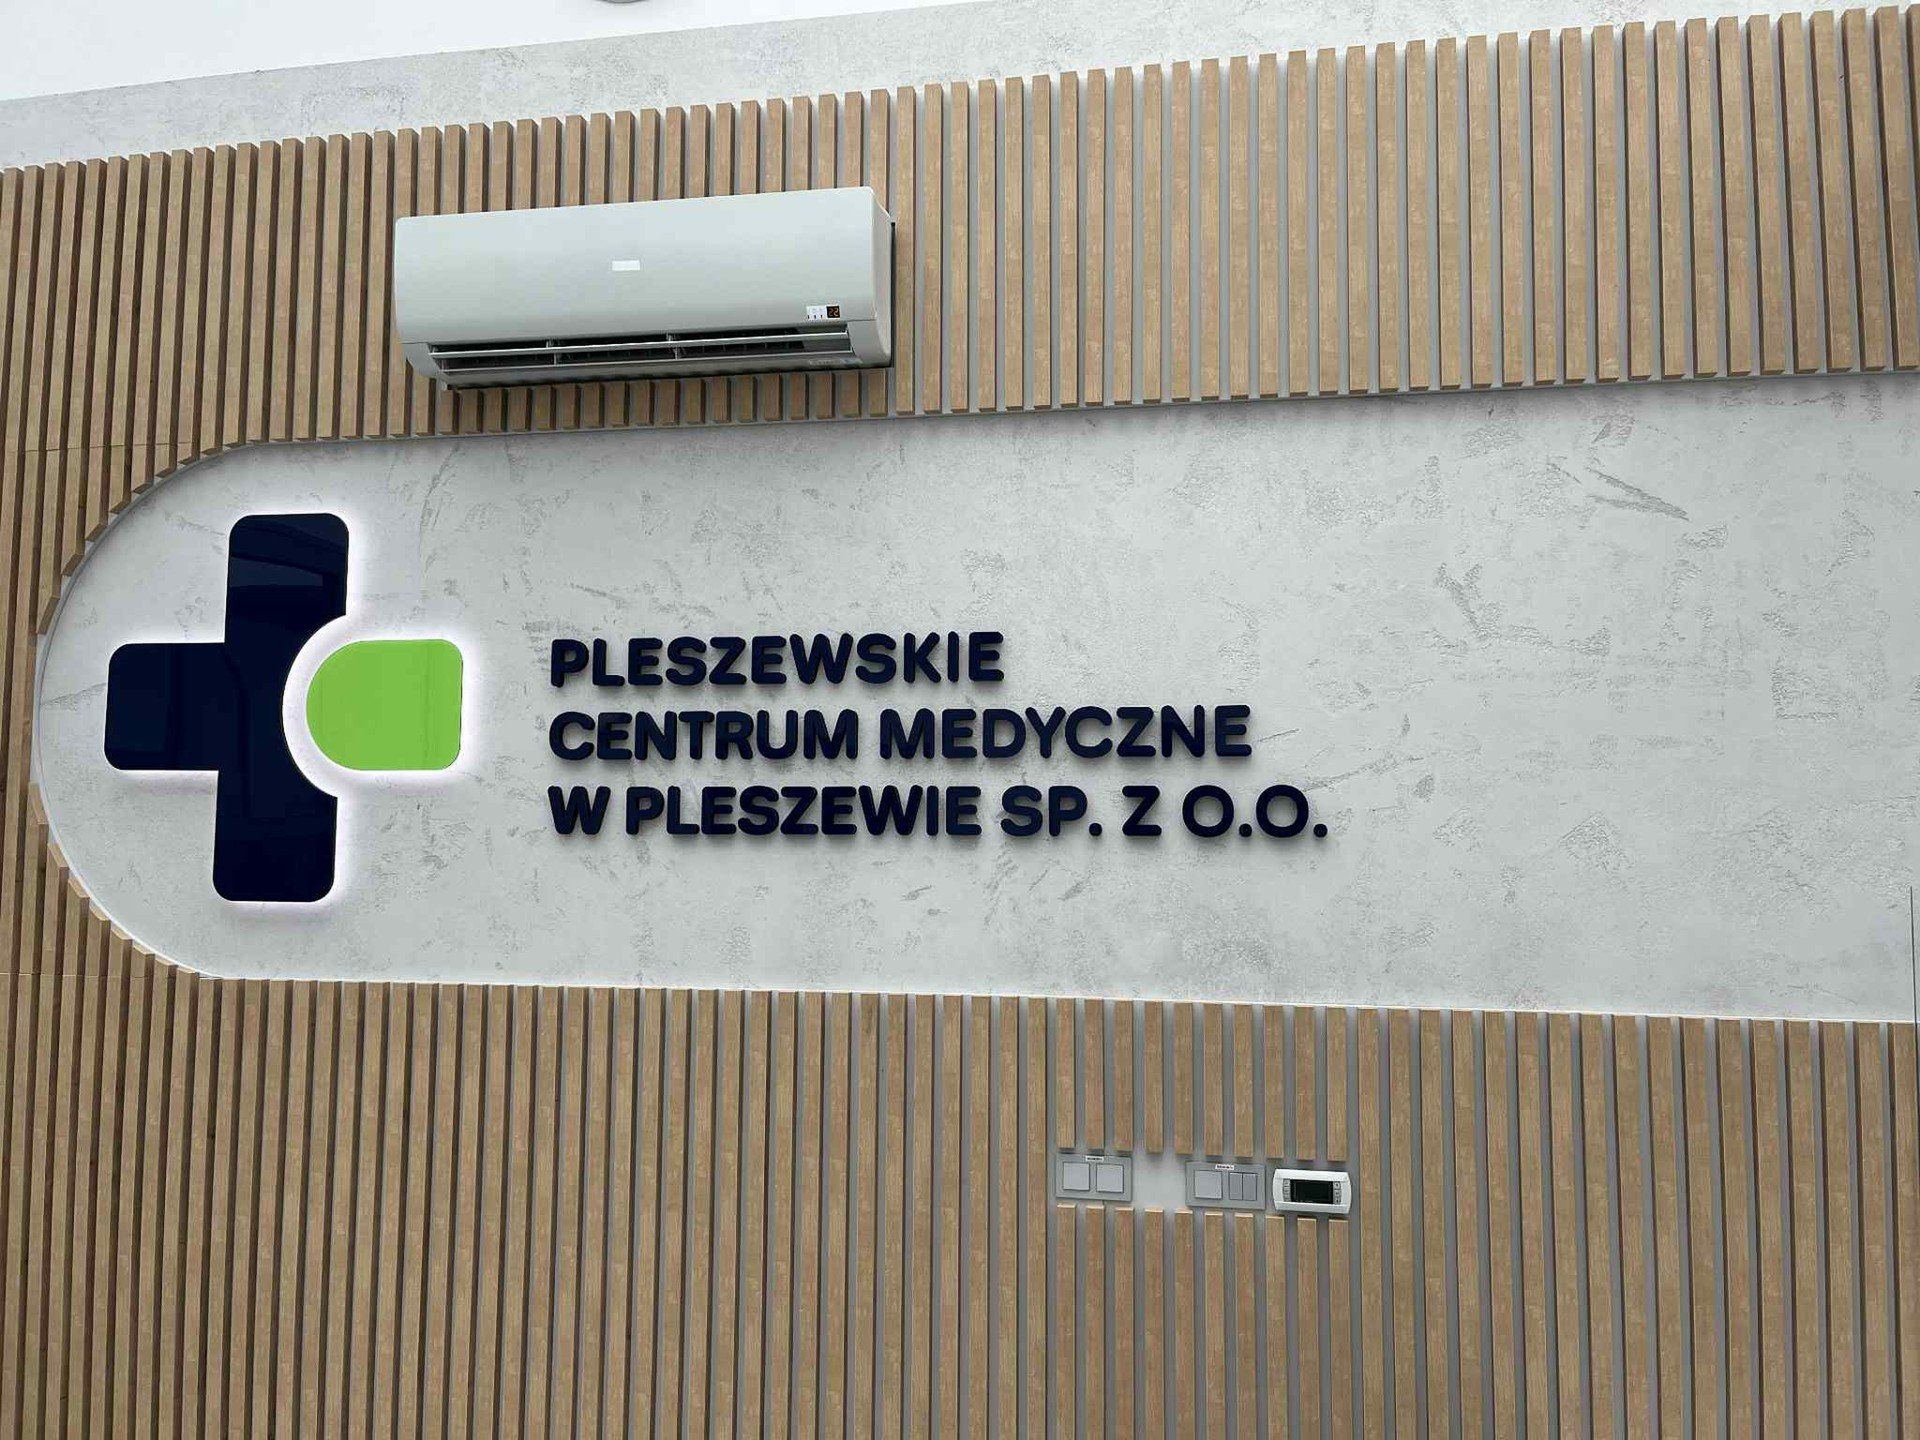 PLESZEWSKIE
CENTRUM MEDYCZNE
W PLESZEWIE SP. Z O.O.